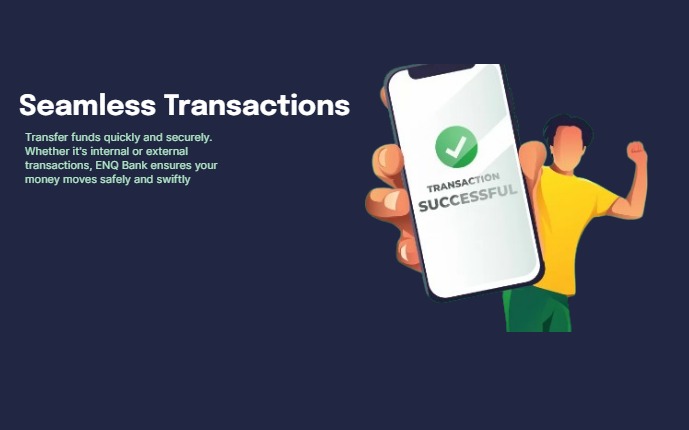 Seamless Transactions
Transfer funds quickly and securely.
Whether it's internal or external
transactions, ENQ Bank ensures your
money moves safely and swiftly
TRANSACTION
SUCCESSFUL